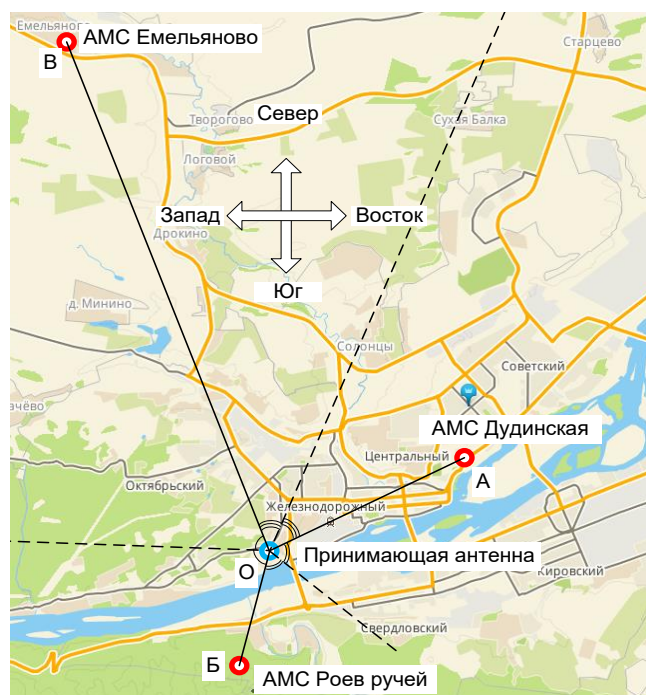 Емельяново
АМС Емельяново
В
Старцево
Творогово
Север
Сухая Балка
Логовой
Запад
Восток
Дрокино
Юг
д. Минино
Солонцы
Советский
АМС Дудинская
Центральный
А
Октябрьский
Железнодорожный
Принимающая антенна
О
Кировский
Свердловский
Б
АМС Роев ручей